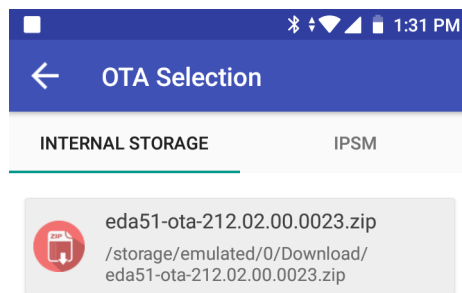 1:31 PM
OTA Selection
INTERNAL STORAGE IPSM
ZIP
eda51-ota-212.02.00.0023.zip
/storage/emulated/0/Download/
eda51-ota-212.02.00.0023.zip